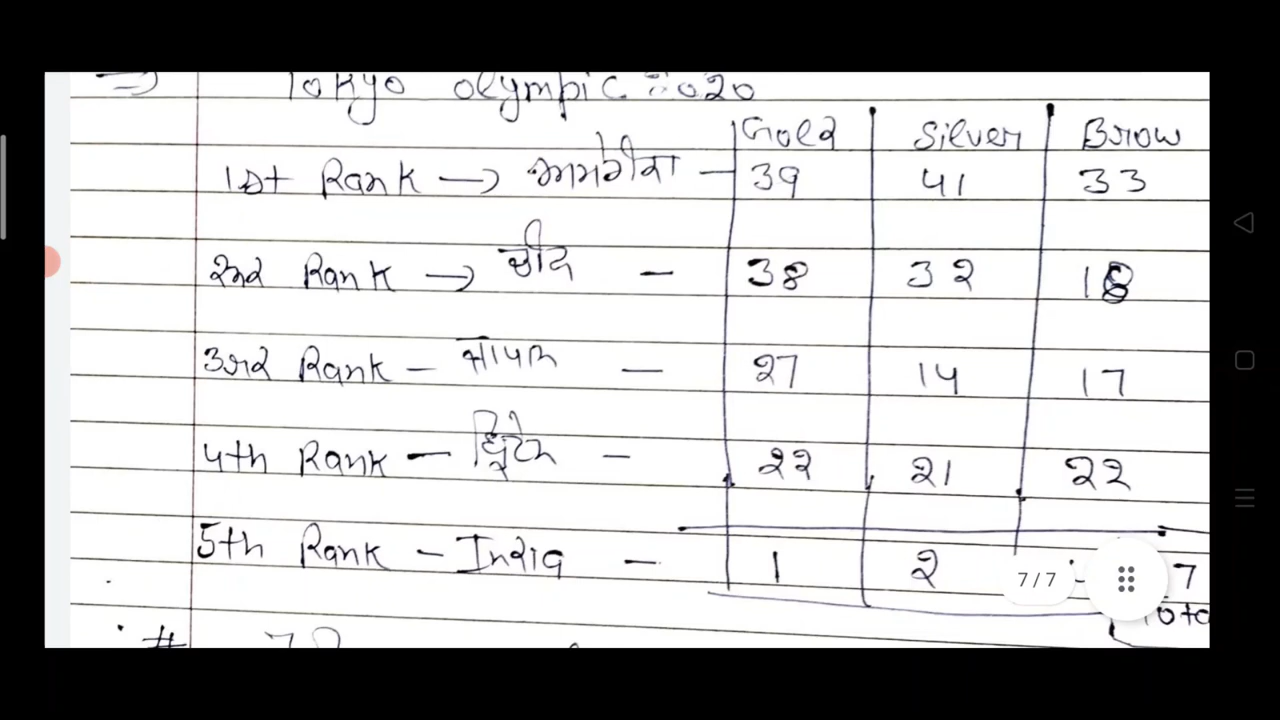 ⇒ Tokyo olympic 2020
Gold Silver Brow
1st Rank → अमेरीका — 39 41 33
2nd Rank → चीन — 38 32 18
3rd Rank — जापान — 27 14 17
4th Rank — ब्रिटेन — 22 21 22
5th Rank — India — 1 2 7
7/7
Tota
#